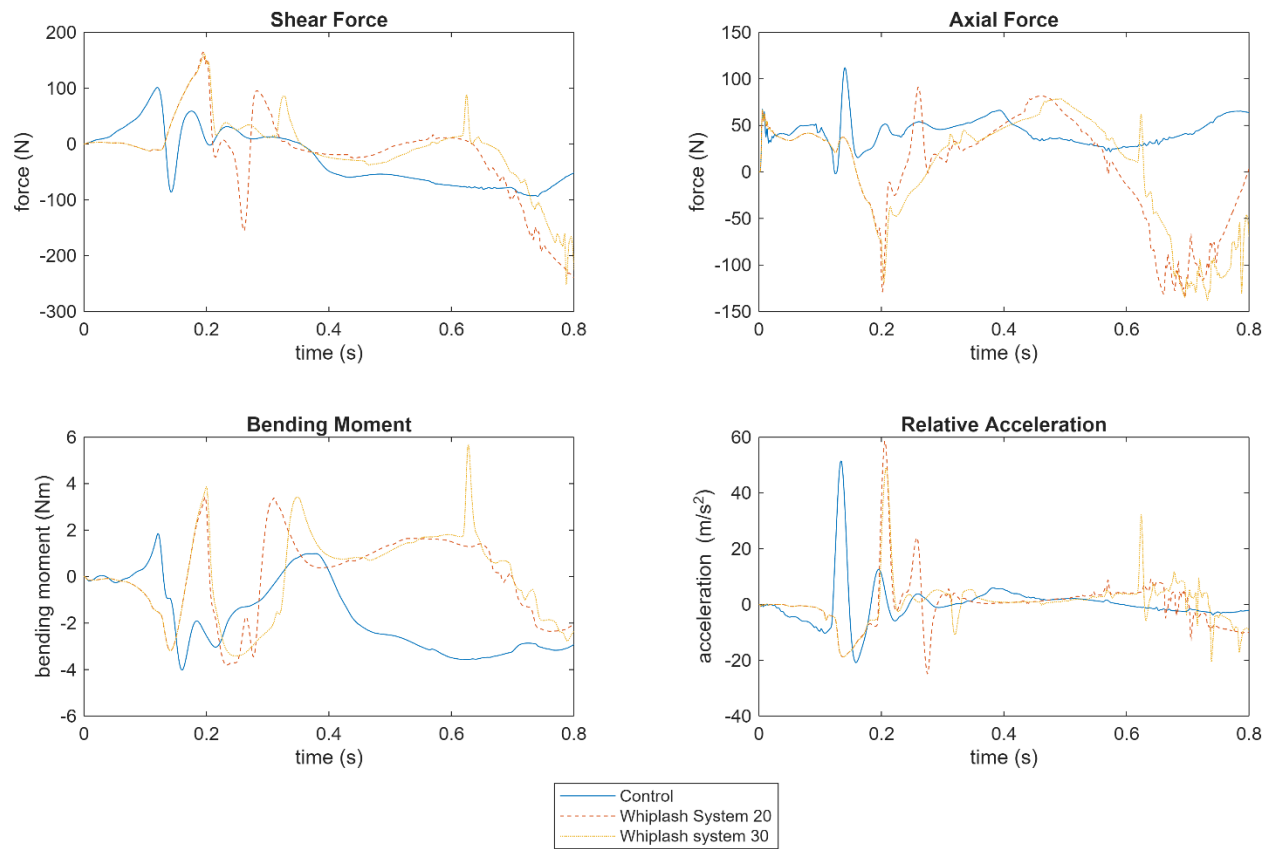 Shear Force
200
100
0
-100
-200
-300
force (N)
0 0.2 0.4 0.6 0.8
time (s)
Axial Force
150
100
50
0
-50
-100
-150
force (N)
0 0.2 0.4 0.6 0.8
time (s)
Bending Moment
6
4
2
0
-2
-4
-6
bending moment (Nm)
0 0.2 0.4 0.6 0.8
time (s)
Relative Acceleration
60
40
20
0
-20
-40
acceleration (m/s²)
0 0.2 0.4 0.6 0.8
time (s)
Control
Whiplash System 20
Whiplash system 30